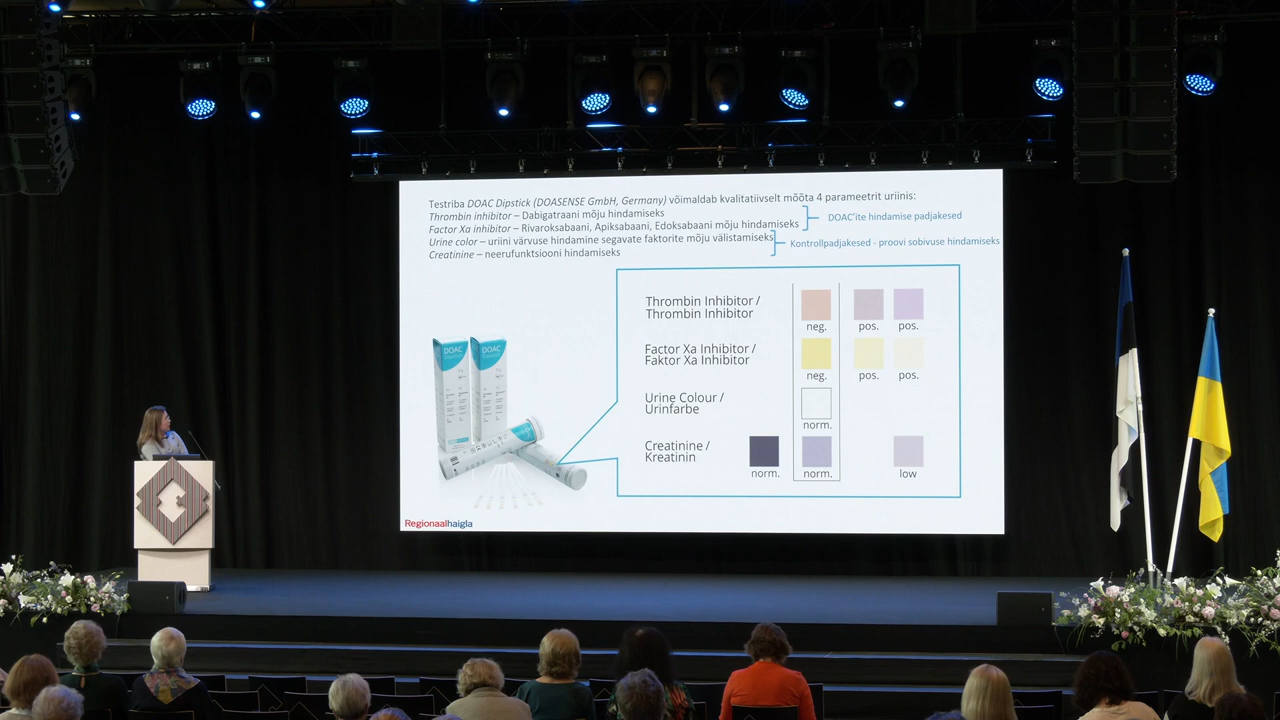 Testriba DOAC Dipstick (DOASENSE GmbH, Germany) võimaldab kvalitatiivselt mõõta 4 parameetrit uriinis:
Thrombin inhibitor – Dabigatraani mõju hindamiseks
Factor Xa inhibitor – Rivaroksabaani, Apiksabaani, Edoksabaani mõju hindamiseks
DOAC'ite hindamise padjakesed
Urine color – uriini värvuse hindamine segavate faktorite mõju välistamiseks
Creatinine – neerufunktsiooni hindamiseks
Kontrollpadjakesed - proovi sobivuse hindamiseks
Thrombin Inhibitor /
Thrombin Inhibitor
neg. pos. pos.
Factor Xa Inhibitor /
Faktor Xa Inhibitor
neg. pos. pos.
Urine Colour /
Urinfarbe
norm.
Creatinine /
Kreatinin
norm. norm. low
DOAC DOAC
Regionaalhaigla